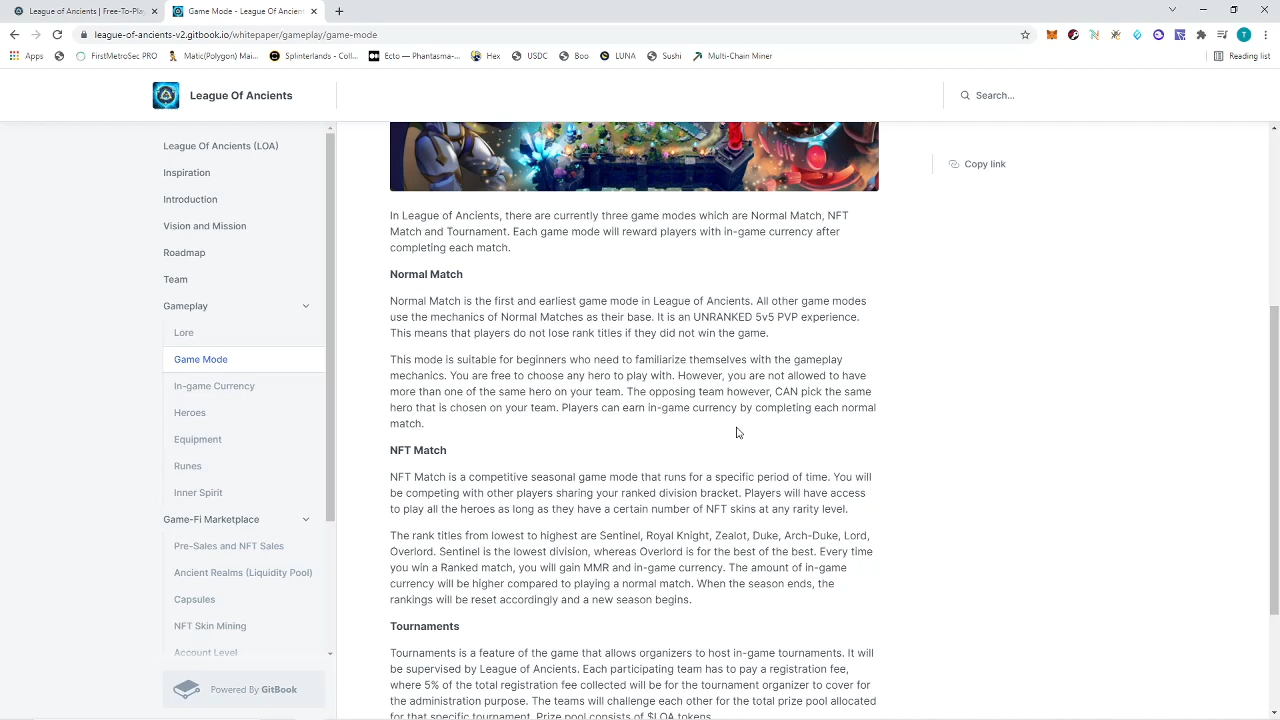 League of Ancients | Free-To-Play
Game Mode - League Of Ancients
league-of-ancients-v2.gitbook.io/whitepaper/gameplay/game-mode
Apps
FirstMetroSec PRO
Matic(Polygon) Mai...
Splinterlands - Coll...
Ecto — Phantasma-...
Hex
USDC
Boo
LUNA
Sushi
Multi-Chain Miner
Reading list
League Of Ancients
Search...
League Of Ancients (LOA)
Inspiration
Introduction
Vision and Mission
Roadmap
Team
Gameplay
Lore
Game Mode
In-game Currency
Heroes
Equipment
Runes
Inner Spirit
Game-Fi Marketplace
Pre-Sales and NFT Sales
Ancient Realms (Liquidity Pool)
Capsules
NFT Skin Mining
Account Level
Powered By GitBook
Copy link
In League of Ancients, there are currently three game modes which are Normal Match, NFT
Match and Tournament. Each game mode will reward players with in-game currency after
completing each match.
Normal Match
Normal Match is the first and earliest game mode in League of Ancients. All other game modes
use the mechanics of Normal Matches as their base. It is an UNRANKED 5v5 PVP experience.
This means that players do not lose rank titles if they did not win the game.
This mode is suitable for beginners who need to familiarize themselves with the gameplay
mechanics. You are free to choose any hero to play with. However, you are not allowed to have
more than one of the same hero on your team. The opposing team however, CAN pick the same
hero that is chosen on your team. Players can earn in-game currency by completing each normal
match.
NFT Match
NFT Match is a competitive seasonal game mode that runs for a specific period of time. You will
be competing with other players sharing your ranked division bracket. Players will have access
to play all the heroes as long as they have a certain number of NFT skins at any rarity level.
The rank titles from lowest to highest are Sentinel, Royal Knight, Zealot, Duke, Arch-Duke, Lord,
Overlord. Sentinel is the lowest division, whereas Overlord is for the best of the best. Every time
you win a Ranked match, you will gain MMR and in-game currency. The amount of in-game
currency will be higher compared to playing a normal match. When the season ends, the
rankings will be reset accordingly and a new season begins.
Tournaments
Tournaments is a feature of the game that allows organizers to host in-game tournaments. It will
be supervised by League of Ancients. Each participating team has to pay a registration fee,
where 5% of the total registration fee collected will be for the tournament organizer to cover for
the administration purpose. The teams will challenge each other for the total prize pool allocated
for that specific tournament. Prize pool consists of $LOA tokens.